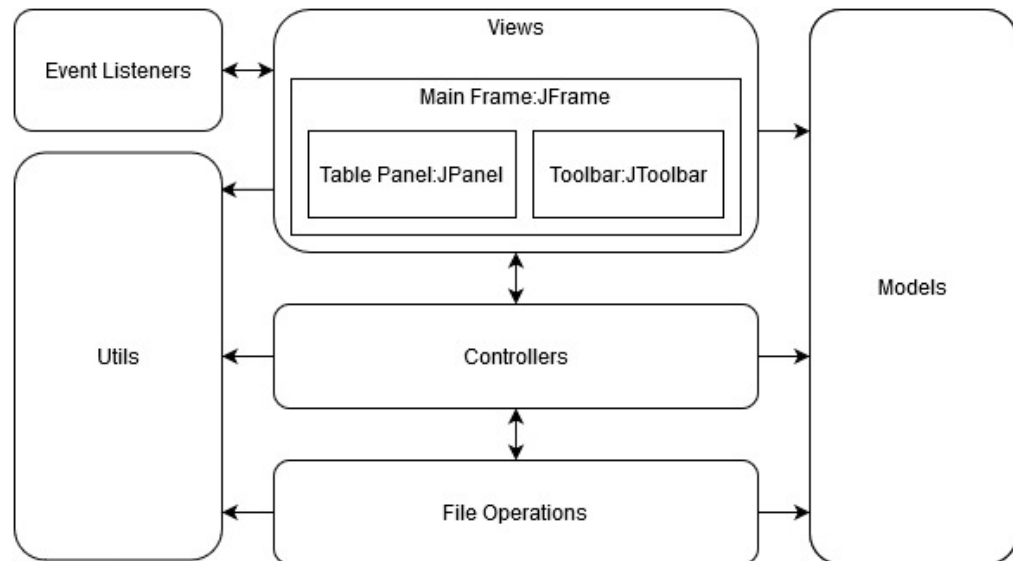 Views
Event Listeners
Main Frame:JFrame
Table Panel:JPanel
Toolbar:JToolbar
Models
Utils
Controllers
File Operations